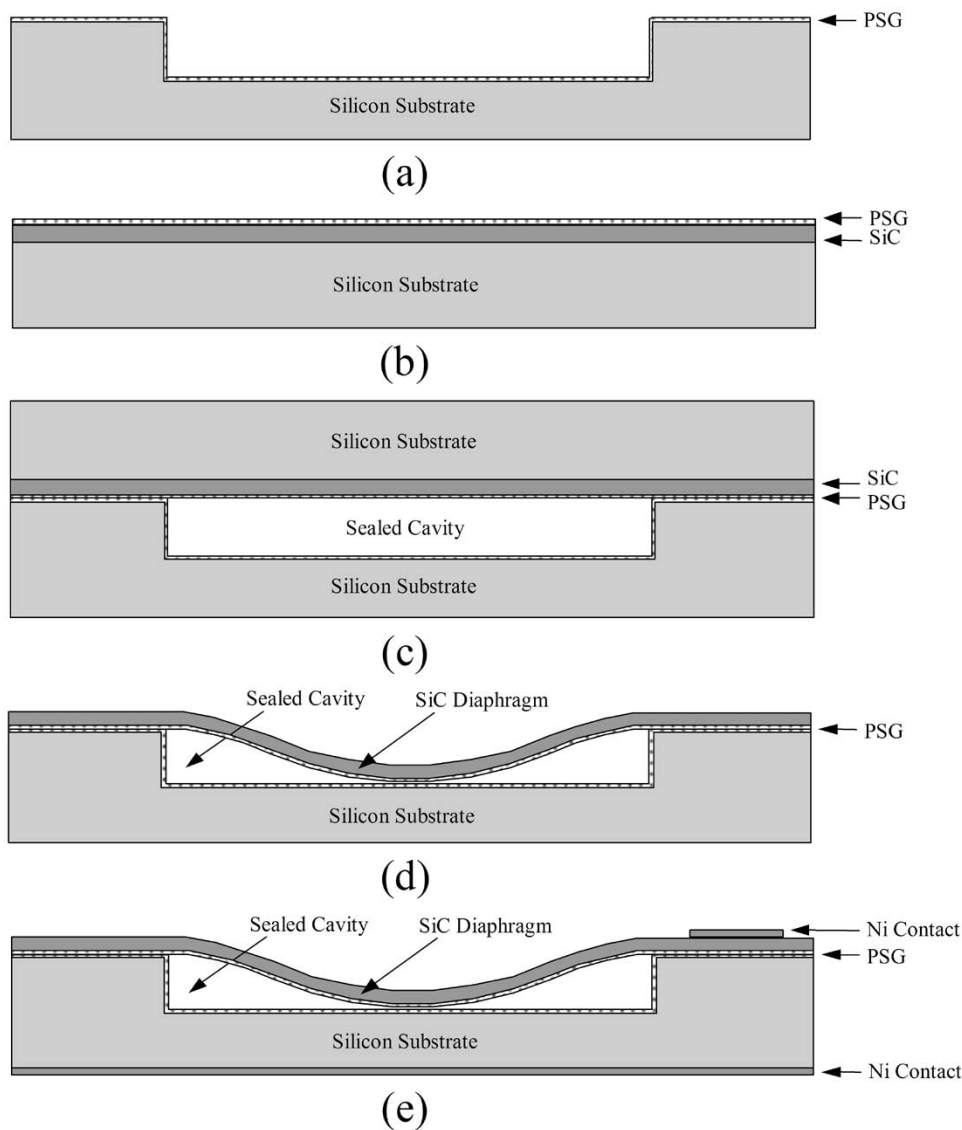 PSG
Silicon Substrate
(a)
PSG
SiC
Silicon Substrate
(b)
Silicon Substrate
SiC
PSG
Sealed Cavity
Silicon Substrate
(c)
Sealed Cavity
SiC Diaphragm
PSG
Silicon Substrate
(d)
Sealed Cavity
SiC Diaphragm
Ni Contact
PSG
Silicon Substrate
Ni Contact
(e)